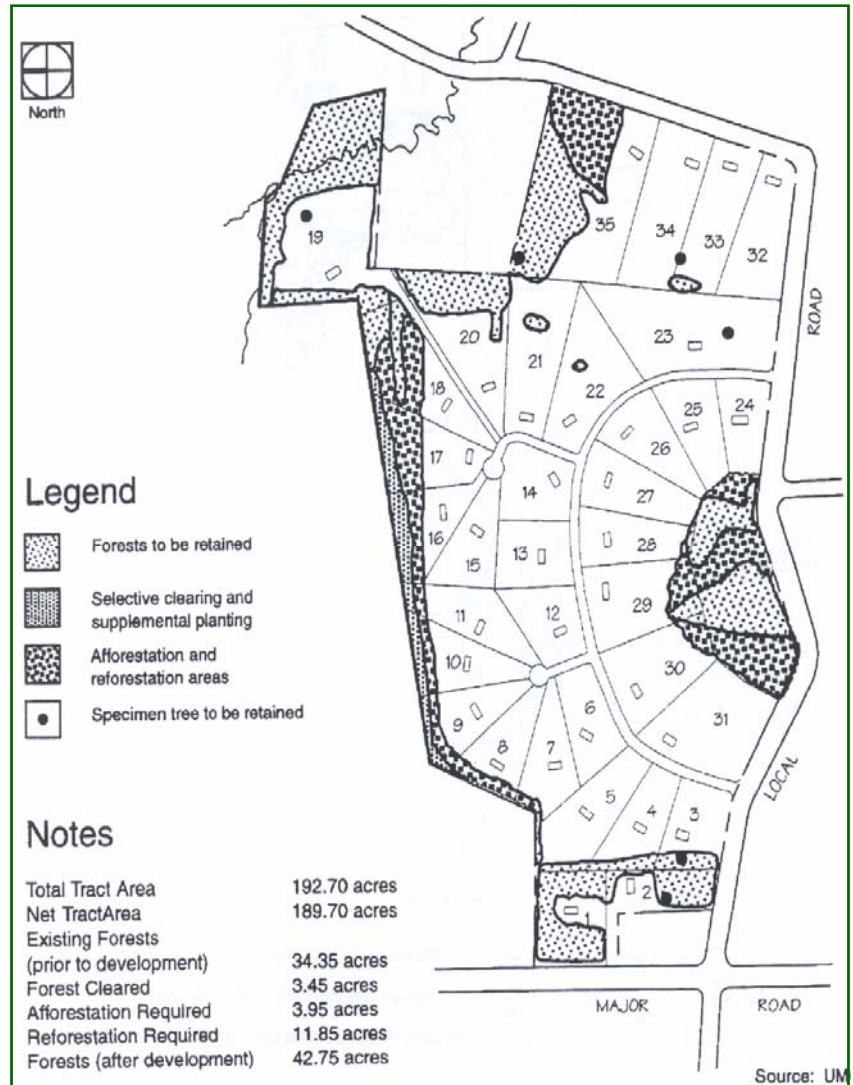 North
19
35
34
33
32
ROAD
20
21
22
23
18
24
25
26
17
14
27
16
15
13
28
29
11
12
10
30
9
8
7
6
31
5
4
3
LOCAL
2
1
MAJOR ROAD
Legend
Forests to be retained
Selective clearing and
supplemental planting
Afforestation and
reforestation areas
Specimen tree to be retained
Notes
Total Tract Area 192.70 acres
Net TractArea 189.70 acres
Existing Forests
(prior to development) 34.35 acres
Forest Cleared 3.45 acres
Afforestation Required 3.95 acres
Reforestation Required 11.85 acres
Forests (after development) 42.75 acres
Source: UM